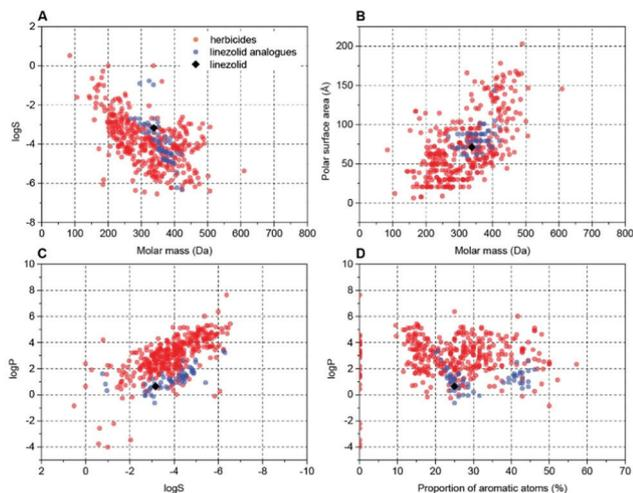 A
herbicides
linezolid analogues
linezolid
logS
2
0
-2
-4
-6
-8
0 100 200 300 400 500 600 700 800
Molar mass (Da)
B
Polar surface area (Å)
200
150
100
50
0
0 100 200 300 400 500 600 700 800
Molar mass (Da)
C
logP
10
8
6
4
2
0
-2
-4
2 0 -2 -4 -6 -8 -10
logS
D
logP
10
8
6
4
2
0
-2
-4
0 10 20 30 40 50 60 70
Proportion of aromatic atoms (%)